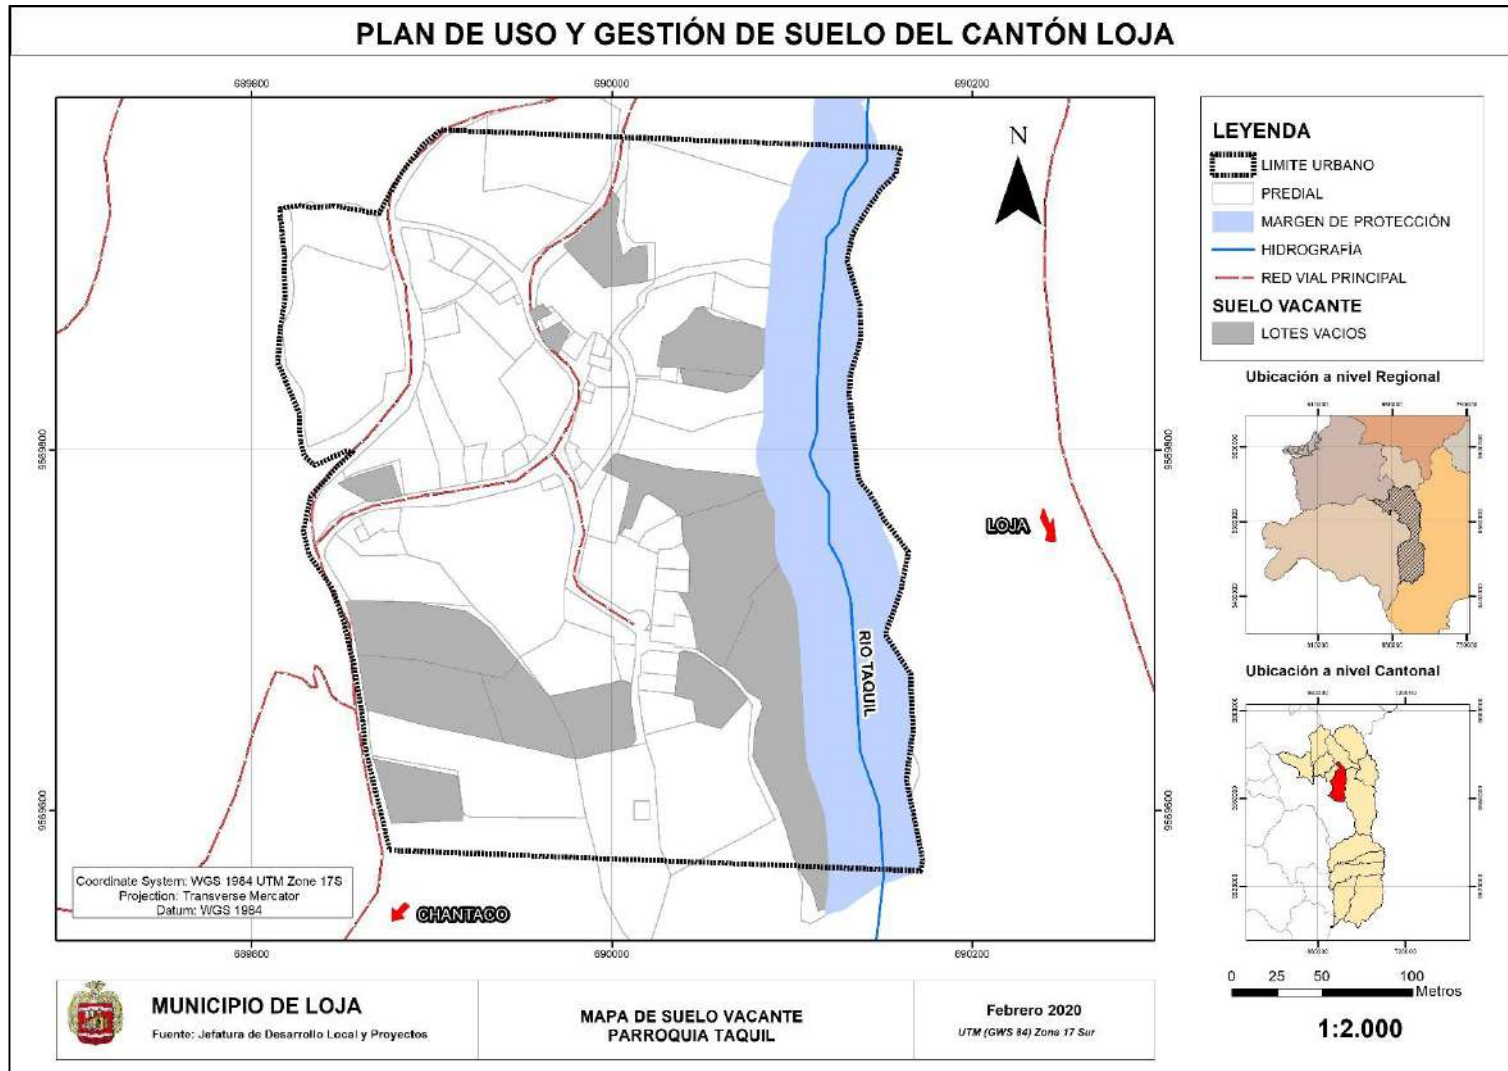 PLAN DE USO Y GESTIÓN DE SUELO DEL CANTÓN LOJA
689800 690000 690200
N
9569800 9569800
9569600 9569600
LOJA
RIO TAQUIL
CHANTACO
Coordinate System: WGS 1984 UTM Zone 17S
Projection: Transverse Mercator
Datum: WGS 1984
689800 690000 690200
LEYENDA
LIMITE URBANO
PREDIAL
MARGEN DE PROTECCIÓN
HIDROGRAFÍA
RED VIAL PRINCIPAL
SUELO VACANTE
LOTES VACIOS
Ubicación a nivel Regional
Ubicación a nivel Cantonal
0 25 50 100
Metros
1:2.000
MUNICIPIO DE LOJA
Fuente: Jefatura de Desarrollo Local y Proyectos
MAPA DE SUELO VACANTE
PARROQUIA TAQUIL
Febrero 2020
UTM (GWS 84) Zona 17 Sur